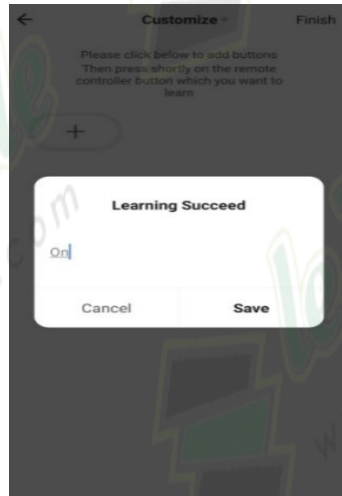 Customize
Finish
Please click below to add buttons
Then press shortly on the remote
controller button which you want to
learn
Learning Succeed
On
Cancel
Save
com